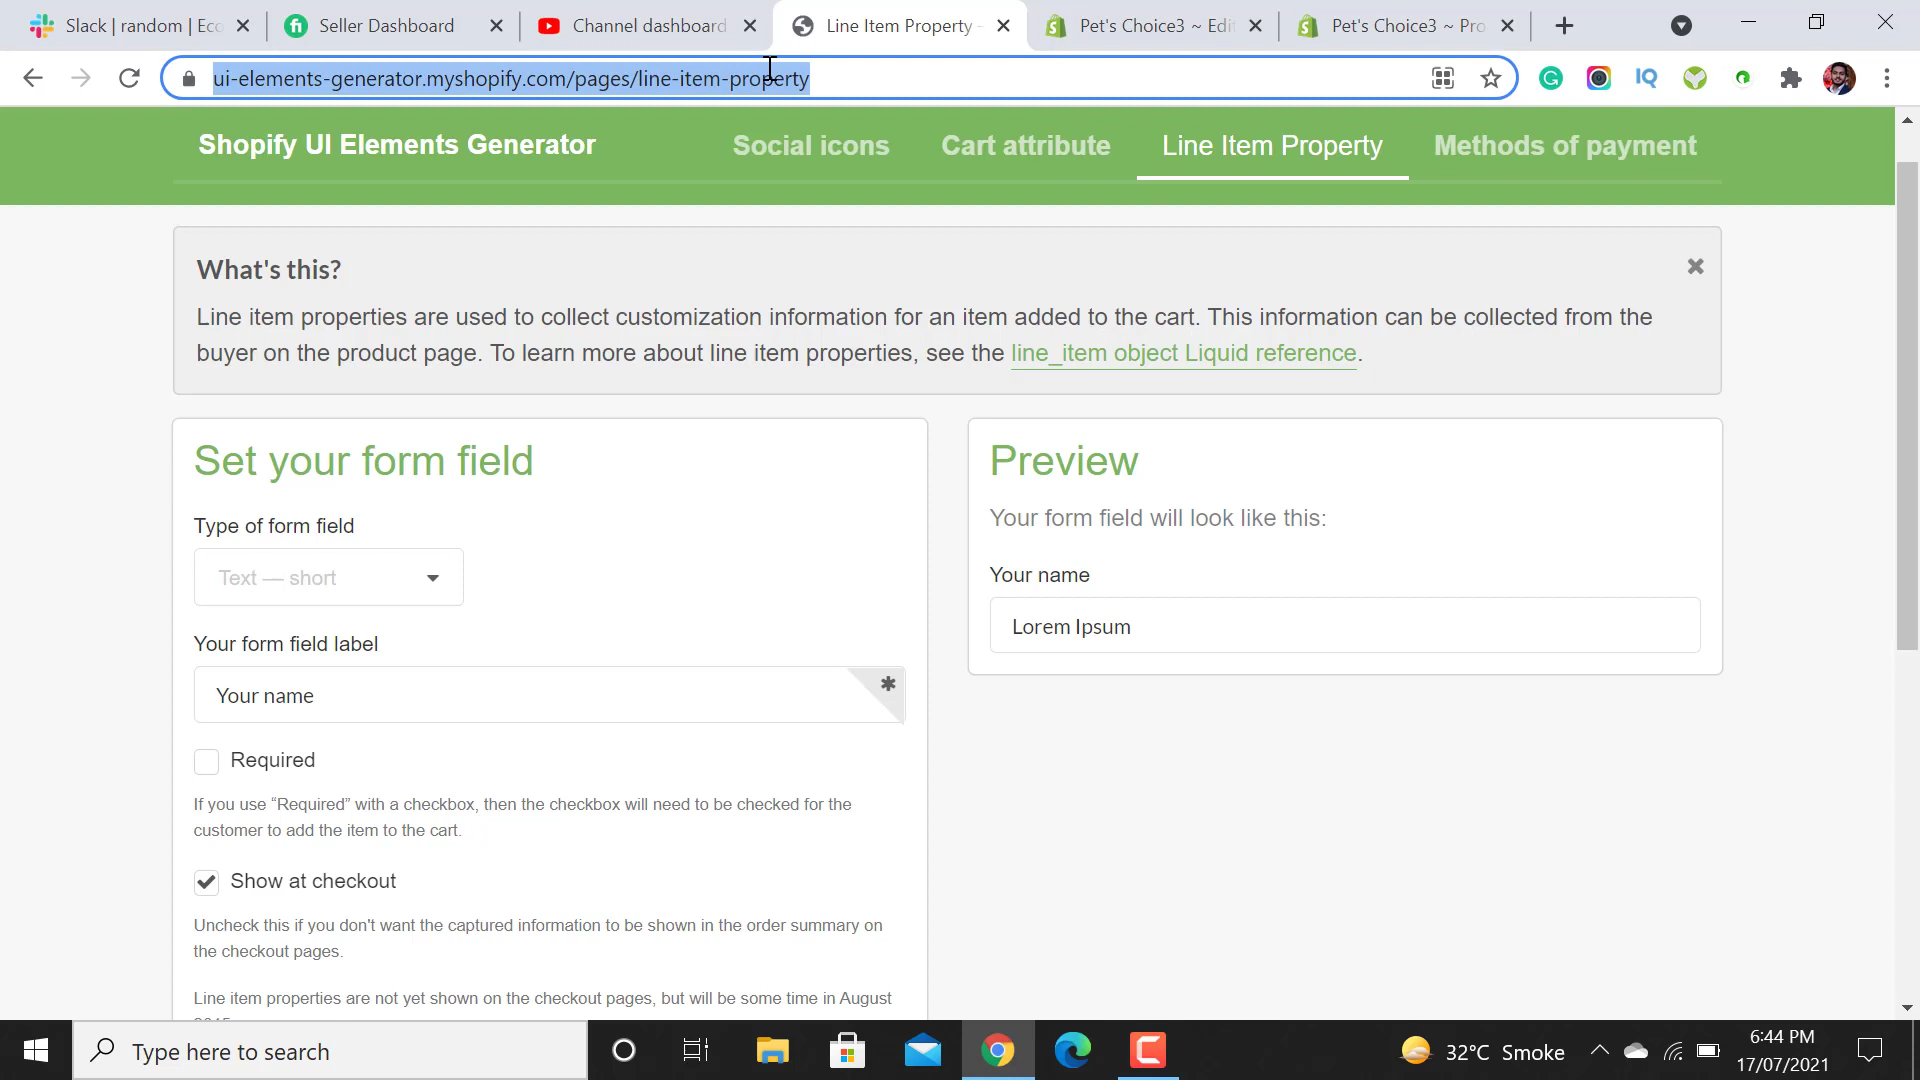 Slack | random | Ec
Seller Dashboard
Channel dashboard
Line Item Property -
Pet's Choice3 ~ Edi
Pet's Choice3 ~ Pro
ui-elements-generator.myshopify.com/pages/line-item-property
IQ
Shopify UI Elements Generator
Social icons
Cart attribute
Line Item Property
Methods of payment
What's this?
Line item properties are used to collect customization information for an item added to the cart. This information can be collected from the
buyer on the product page. To learn more about line item properties, see the line_item object Liquid reference.
Set your form field
Type of form field
Text — short
Your form field label
Your name
*
Required
If you use “Required” with a checkbox, then the checkbox will need to be checked for the
customer to add the item to the cart.
Show at checkout
Uncheck this if you don't want the captured information to be shown in the order summary on
the checkout pages.
Line item properties are not yet shown on the checkout pages, but will be some time in August
Preview
Your form field will look like this:
Your name
Lorem Ipsum
Type here to search
32°C Smoke
6:44 PM
17/07/2021